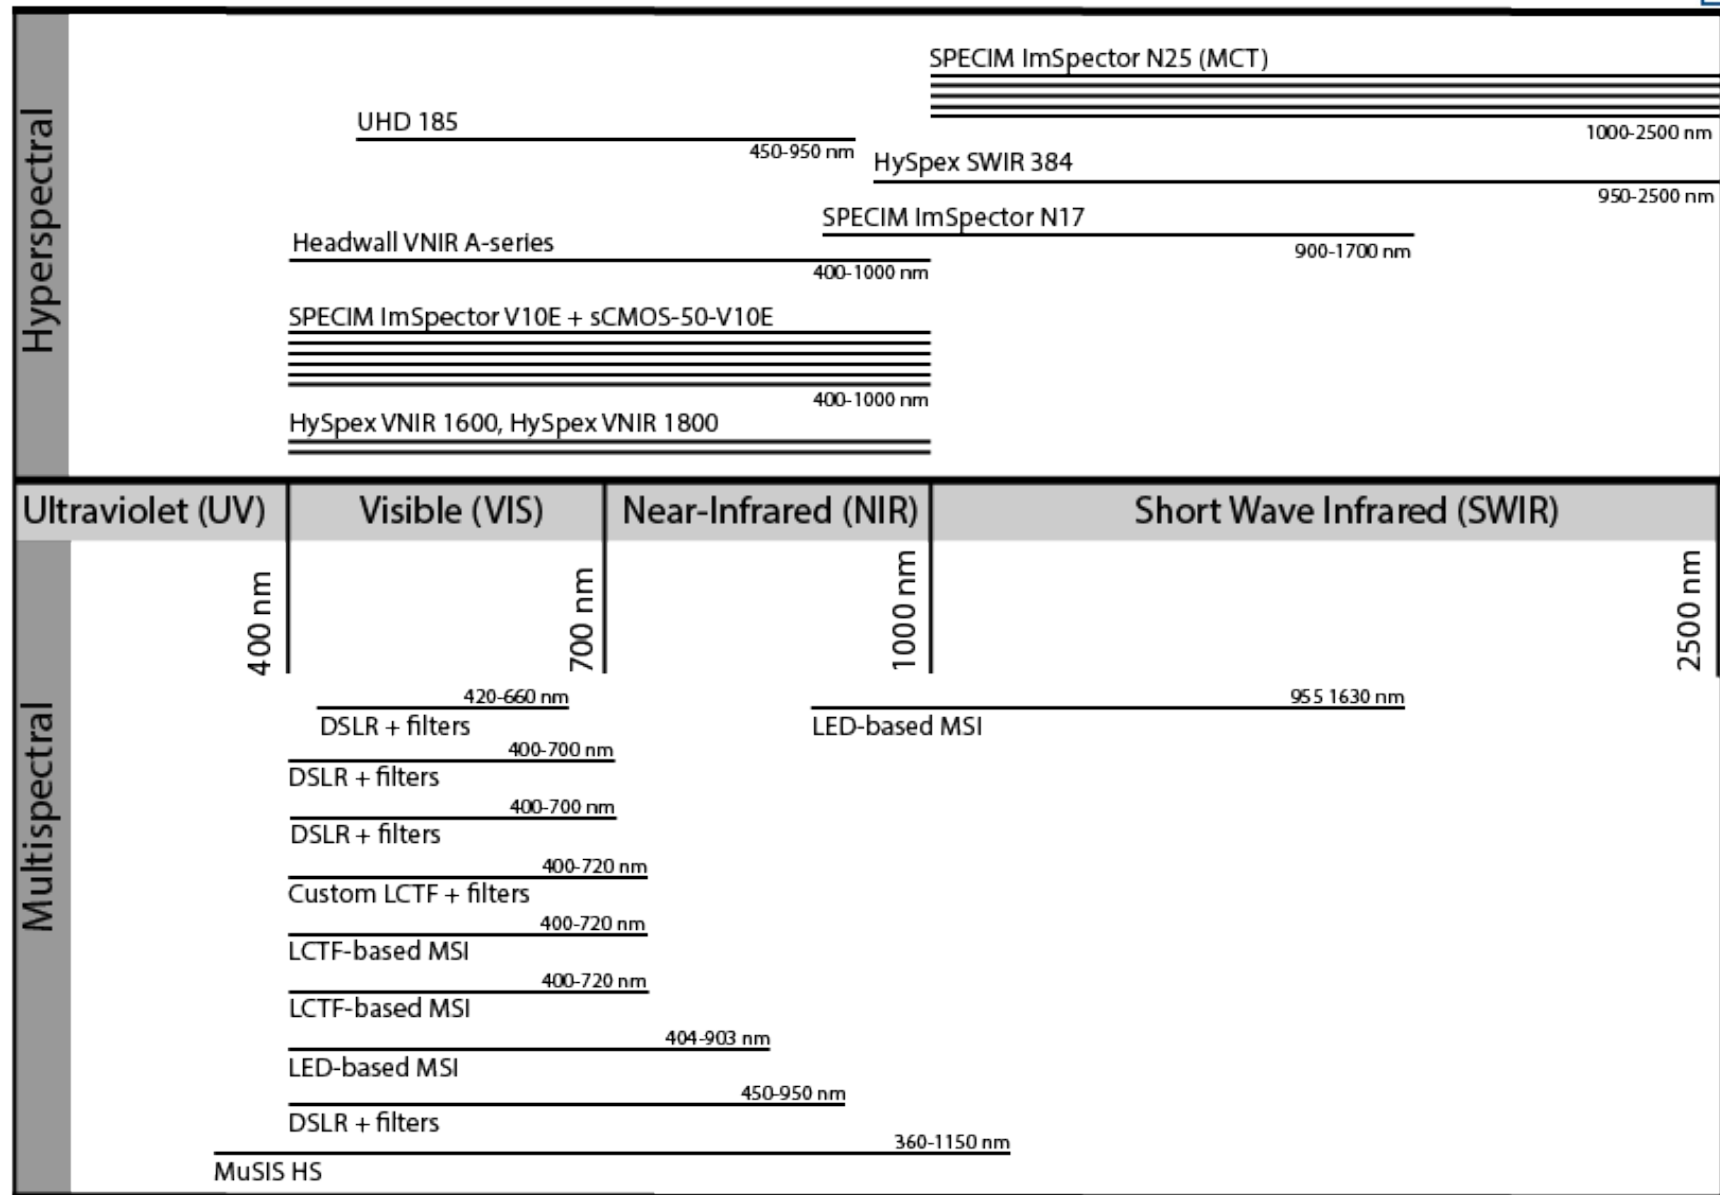 Hyperspectral
SPECIM ImSpector N25 (MCT)
1000-2500 nm
UHD 185
450-950 nm
HySpex SWIR 384
950-2500 nm
SPECIM ImSpector N17
900-1700 nm
Headwall VNIR A-series
400-1000 nm
SPECIM ImSpector V10E + sCMOS-50-V10E
400-1000 nm
HySpex VNIR 1600, HySpex VNIR 1800
Ultraviolet (UV)
Visible (VIS)
Near-Infrared (NIR)
Short Wave Infrared (SWIR)
400 nm
700 nm
1000 nm
2500 nm
Multispectral
420-660 nm
DSLR + filters
955 1630 nm
LED-based MSI
400-700 nm
DSLR + filters
400-700 nm
DSLR + filters
400-720 nm
Custom LCTF + filters
400-720 nm
LCTF-based MSI
400-720 nm
LCTF-based MSI
404-903 nm
LED-based MSI
450-950 nm
DSLR + filters
360-1150 nm
MuSIS HS